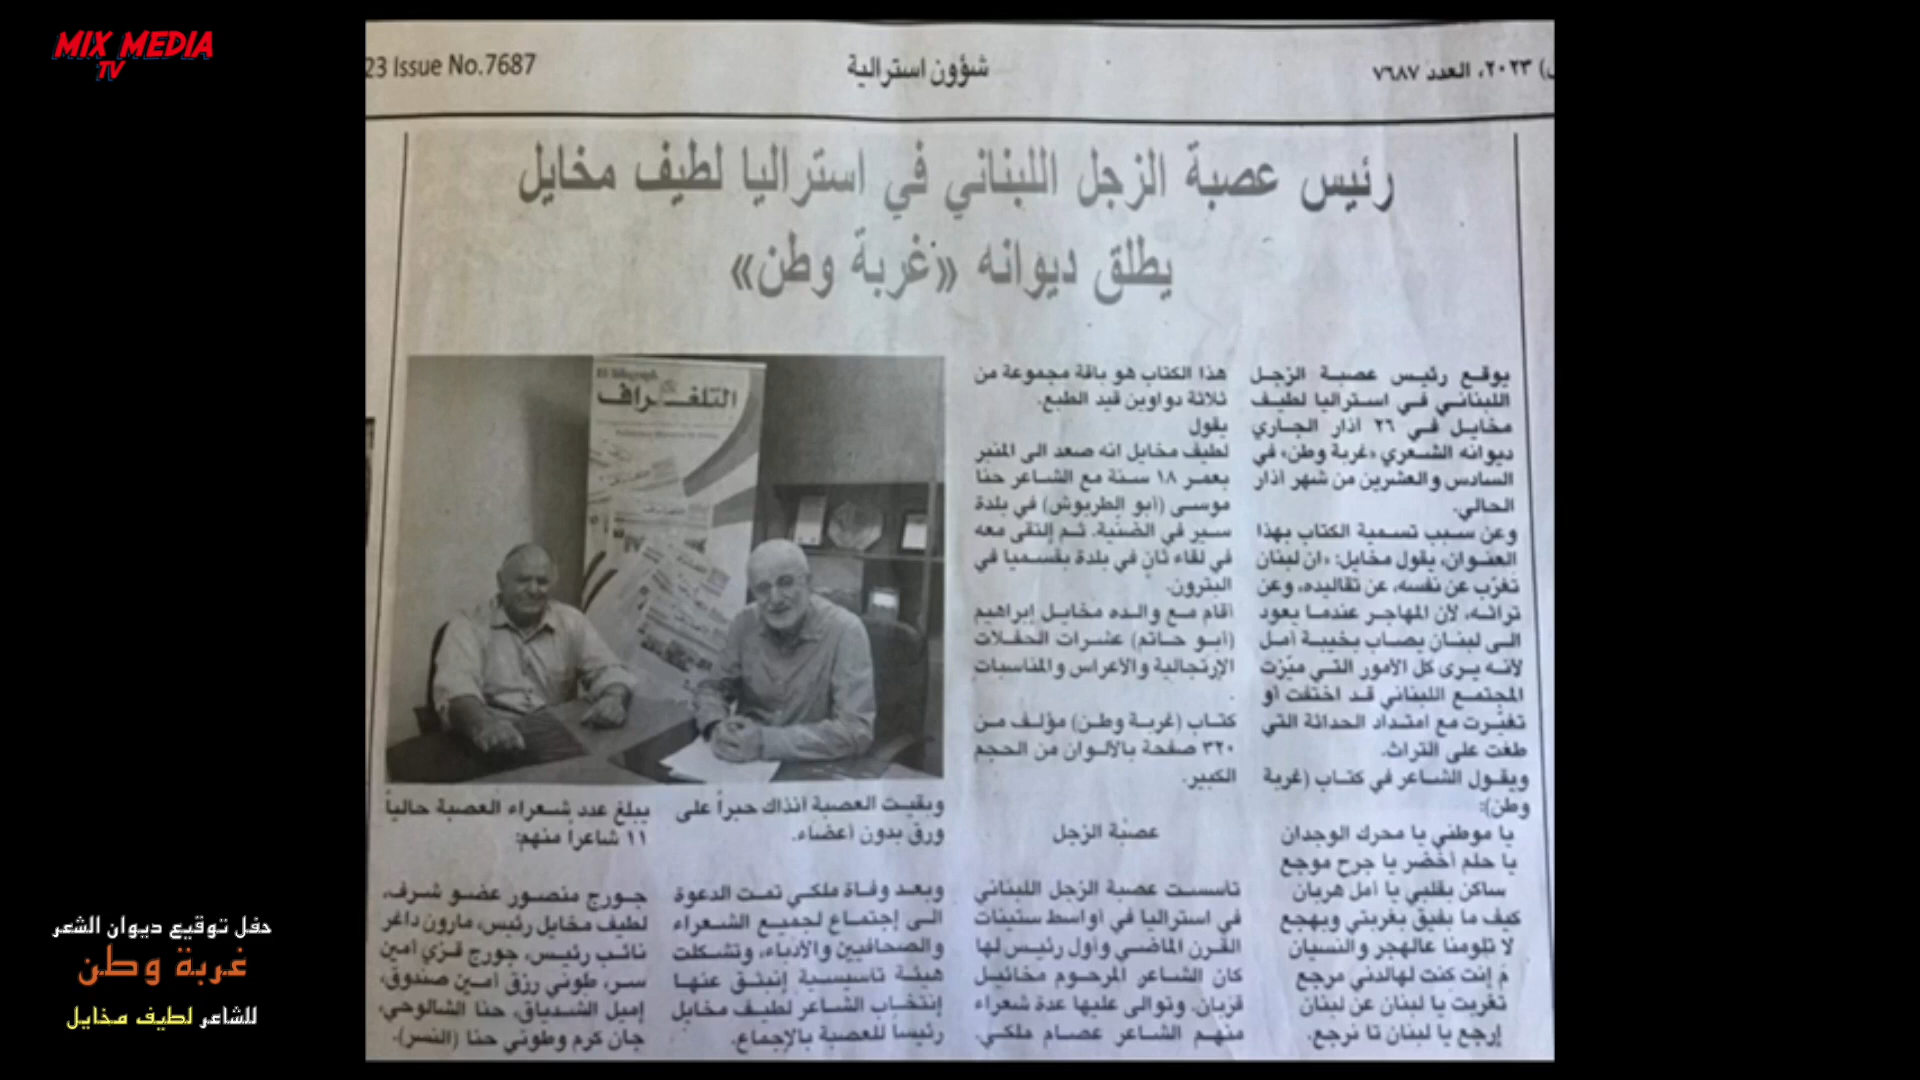 MIX MEDIA
TV
23 Issue No.7687
شؤون استرالية
٢٠٢٣، العدد ٧٦٨٧
رئيس عصبة الزجل اللبناني في استراليا لطيف مخايل
يطلق ديوانه «غربة وطن»
يوقع رئيس عصبة الزجل
اللبناني في استراليا لطيف
مخايل في ٢٦ آذار الجاري
ديوانه الشعري «غربة وطن» في
السادس والعشرين من شهر آذار
الحالي.
وعن سبب تسمية الكتاب بهذا
العنوان، يقول مخايل: «ان لبنان
تغرّب عن نفسه، عن تقاليده، وعن
تراثه، لأن المهاجر عندما يعود
الى لبنان يصاب بخيبة أمل
لأنه يرى كل الأمور التي ميّزت
المجتمع اللبناني قد اختفت أو
تغيّرت مع امتداد الحداثة التي
طغت على التراث.
ويقول الشاعر في كتاب (غربة
وطن):
يا موطني يا محرك الوجدان
يا حلم أخضر يا جرح موجع
ساكن بقلبي يا أمل هربان
كيف ما بفيق بغربتي وبهجع
لا تلومنا عالهجر والنسيان
مَ إنت كنت لهالدني مرجع
تغربت يا لبنان عن لبنان
إرجع يا لبنان تا نرجع.
هذا الكتاب هو باقة مجموعة من
ثلاثة دواوين قيد الطبع.
يقول
لطيف مخايل انه صعد الى المنبر
بعمر ١٨ سنة مع الشاعر حنا
موسى (أبو الطربوش) في بلدة
سير في الضنية. ثم إلتقى معه
في لقاء ثانٍ في بلدة بقسميا في
البترون.
أقام مع والده مخايل إبراهيم
(أبو حاتم) عشرات الحفلات
الإرتجالية والأعراس والمناسبات
.
كتاب (غربة وطن) مؤلف من
٣٢٠ صفحة بالألوان من الحجم
الكبير.
عصبة الزجل
تأسست عصبة الزجل اللبناني
في استراليا في أواسط ستينات
القرن الماضي وأول رئيس لها
كان الشاعر المرحوم مخائيل
قزبان. وتوالى عليها عدة شعراء
منهم الشاعر عصام ملكي.
التلغراف
وبقيت العصبة آنذاك حبراً على
ورق بدون أعضاء.
وبعد وفاة ملكي تمت الدعوة
الى إجتماع لجميع الشعراء
والصحافيين والأدباء، وتشكلت
هيئة تأسيسية إنبثق عنها
إنتخاب الشاعر لطيف مخايل
رئيساً للعصبة بالإجماع.
يبلغ عدد شعراء العصبة حالياً
١١ شاعراً منهم:
جورج منصور عضو شرف،
لطيف مخايل رئيس، مارون داغر
نائب رئيس، جورج قزي أمين
سر، طوني رزق أمين صندوق،
إميل الشدياق، حنا الشالوحي،
جان كرم وطوني حنا (النسر).
حفل توقيع ديوان الشعر
غربة وطن
للشاعر لطيف مخايل